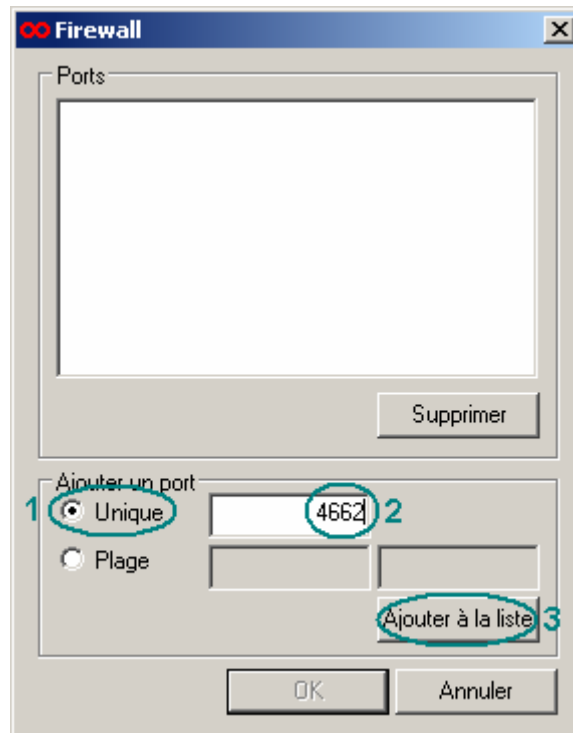 Firewall
Ports
Supprimer
Ajouter un port
1 Unique 4662 2
Plage
Ajouter à la liste 3
OK Annuler